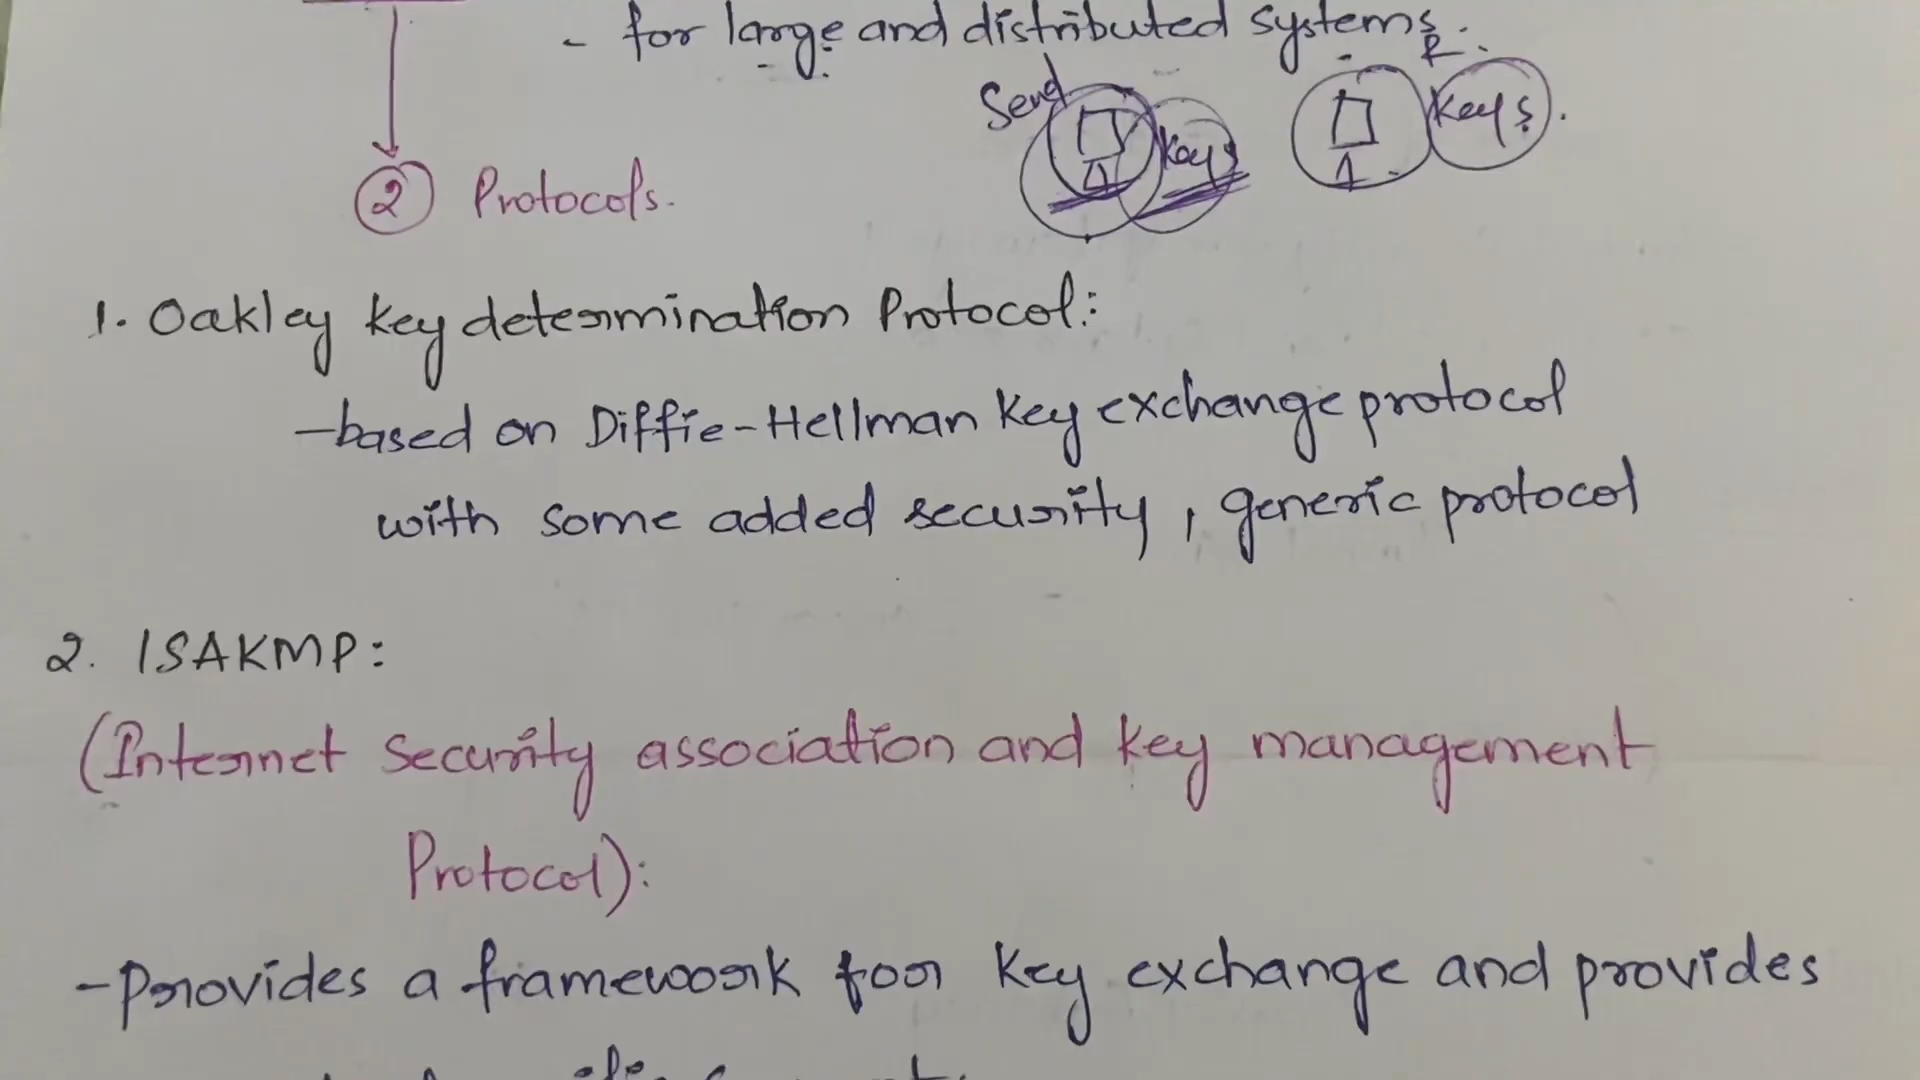 - for large and distributed systems.
Send
Keys
R
Keys.
② Protocols.
1. Oakley key determination Protocol:
- based on Diffie-Hellman key exchange protocol
with some added security, generic protocol
2. ISAKMP:
(Internet Security association and key management
Protocol):
- provides a framework for key exchange and provides